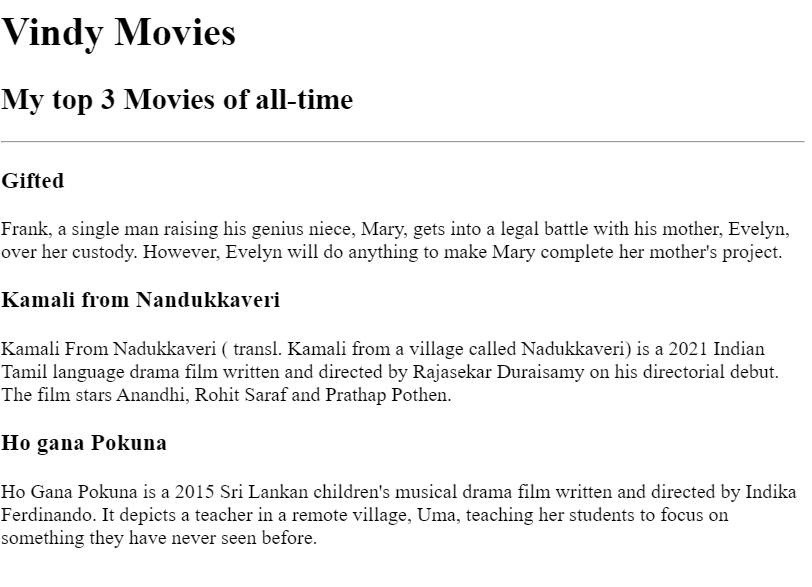 Vindy Movies
My top 3 Movies of all-time
Gifted
Frank, a single man raising his genius niece, Mary, gets into a legal battle with his mother, Evelyn,
over her custody. However, Evelyn will do anything to make Mary complete her mother's project.
Kamali from Nandukkaveri
Kamali From Nadukkaveri ( transl. Kamali from a village called Nadukkaveri) is a 2021 Indian
Tamil language drama film written and directed by Rajasekar Duraisamy on his directorial debut.
The film stars Anandhi, Rohit Saraf and Prathap Pothen.
Ho gana Pokuna
Ho Gana Pokuna is a 2015 Sri Lankan children's musical drama film written and directed by Indika
Ferdinando. It depicts a teacher in a remote village, Uma, teaching her students to focus on
something they have never seen before.